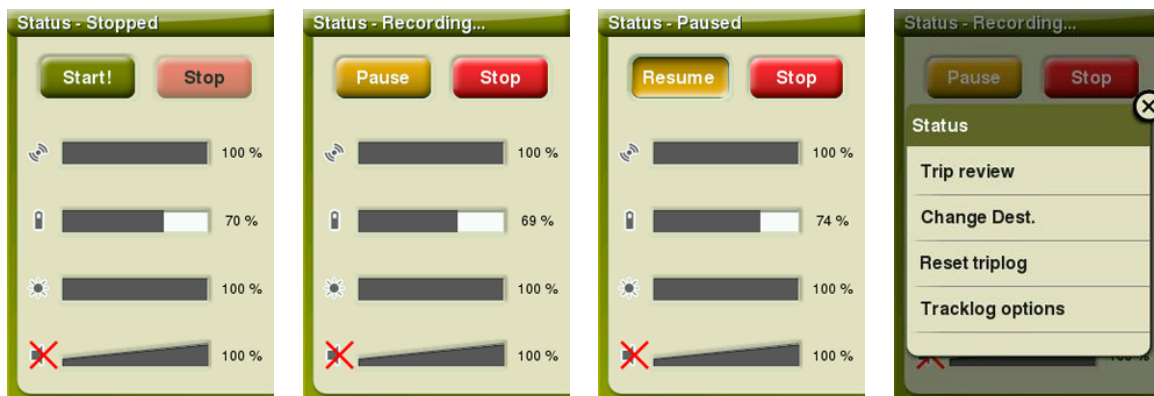 Status - Stopped
Start! Stop
100 %
70 %
100 %
100 %
Status - Recording...
Pause Stop
100 %
69 %
100 %
100 %
Status - Paused
Resume Stop
100 %
74 %
100 %
100 %
Status - Recording...
Pause Stop
Status
Trip review
Change Dest.
Reset triplog
Tracklog options
100 %